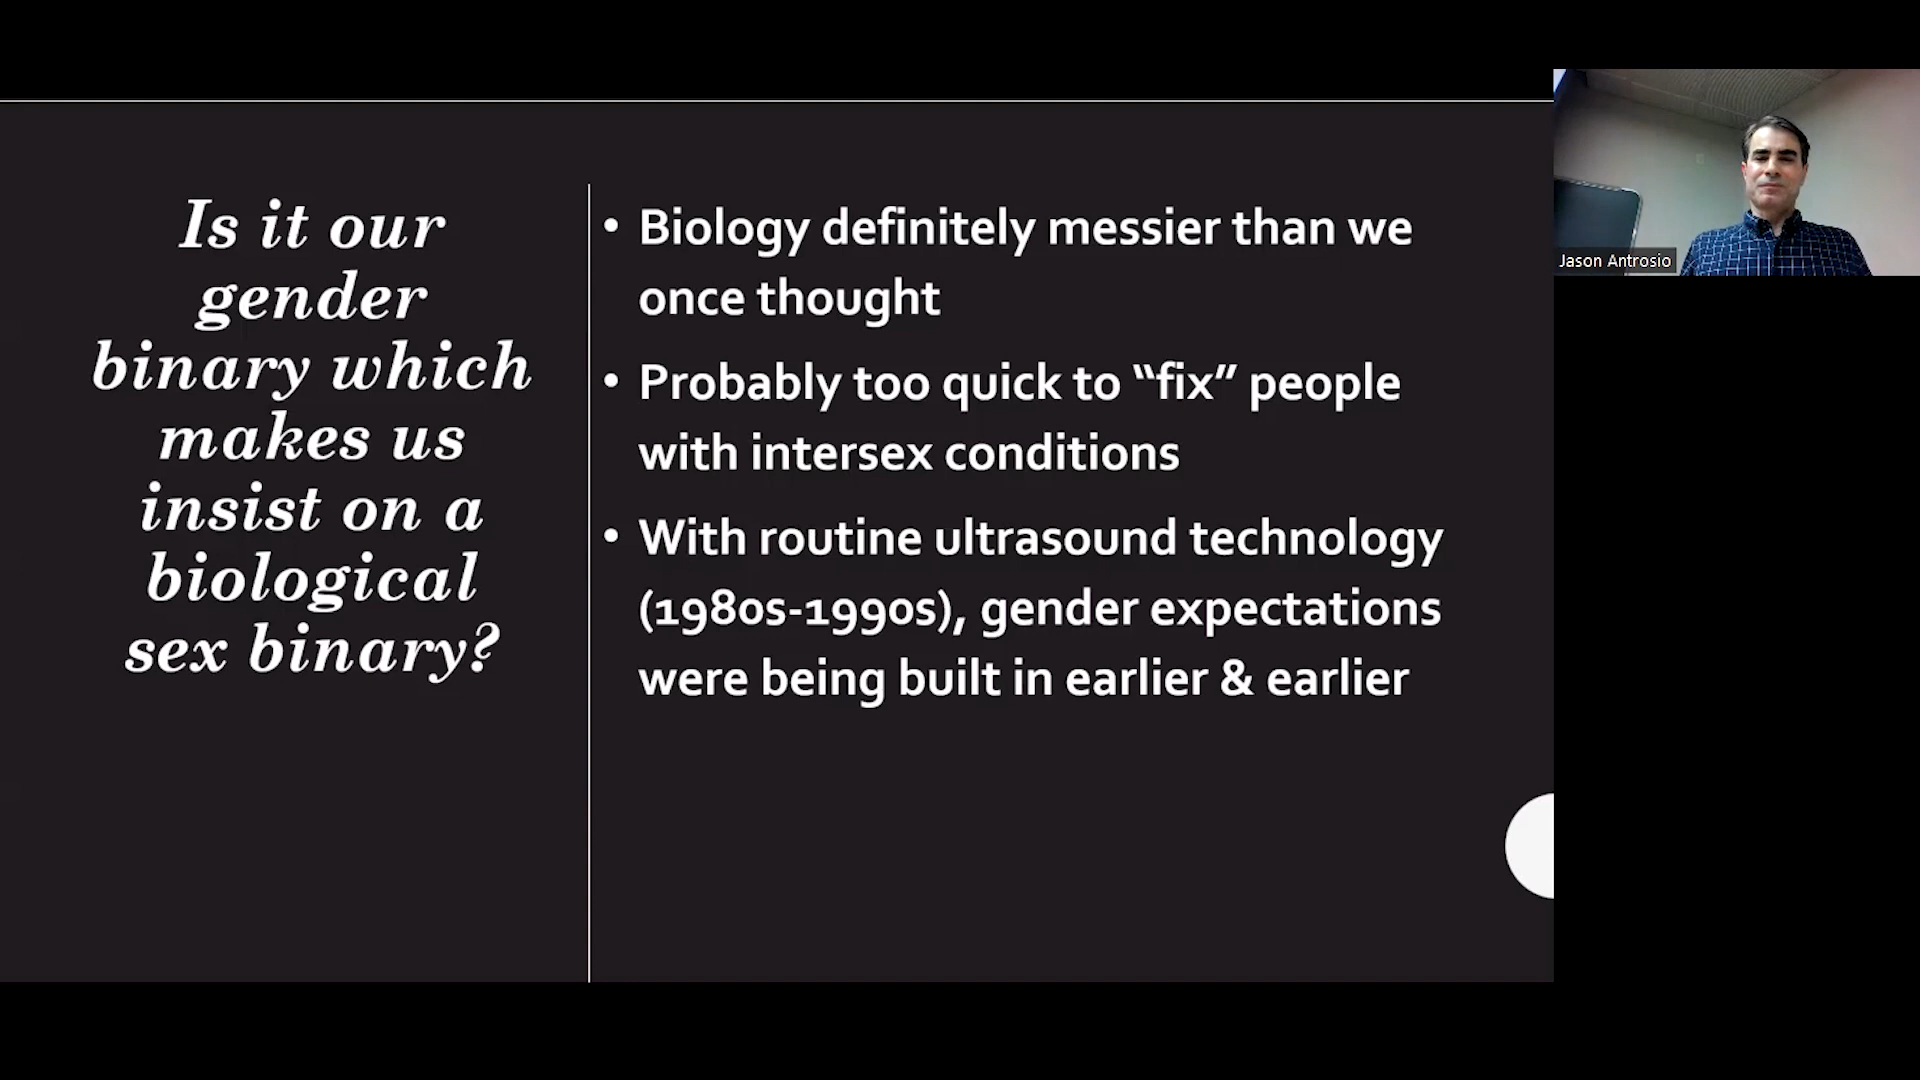 Is it our
gender
binary which
makes us
insist on a
biological
sex binary?
• Biology definitely messier than we
once thought
• Probably too quick to “fix” people
with intersex conditions
• With routine ultrasound technology
(1980s-1990s), gender expectations
were being built in earlier & earlier
Jason Antrosio